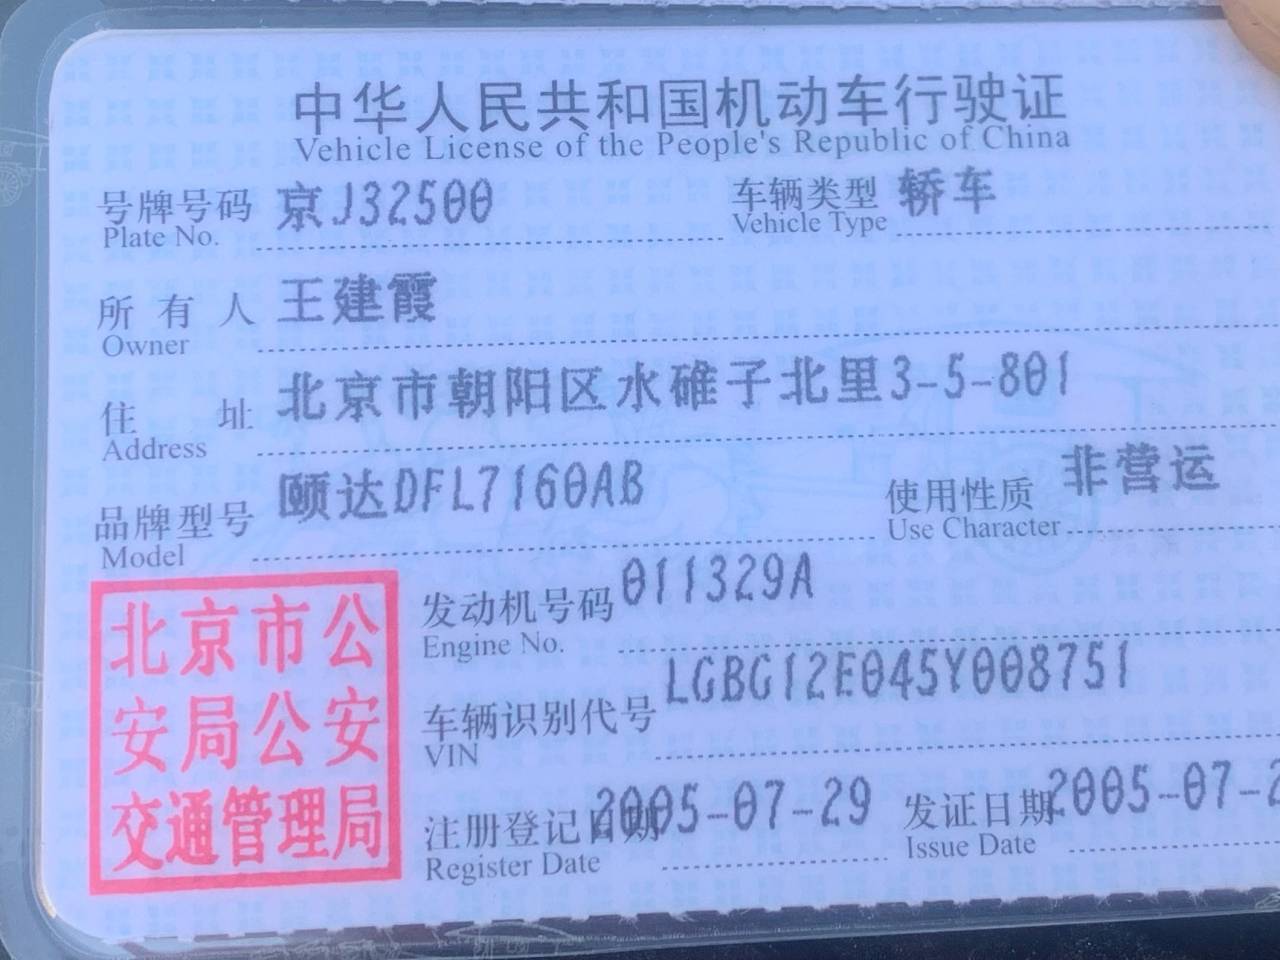 中华人民共和国机动车行驶证
Vehicle License of the People's Republic of China
号牌号码 京J32500 车辆类型 轿车
Plate No. Vehicle Type
所有人 王建霞
Owner
住址 北京市朝阳区水碓子北里3-5-801
Address
品牌型号 颐达DFL7160AB 使用性质 非营运
Model Use Character
发动机号码 011329A
Engine No.
车辆识别代号 LGBG12E045Y008751
VIN
注册登记日期 2005-07-29 发证日期 2005-07-2
Register Date Issue Date
北京市公
安局公安
交通管理局